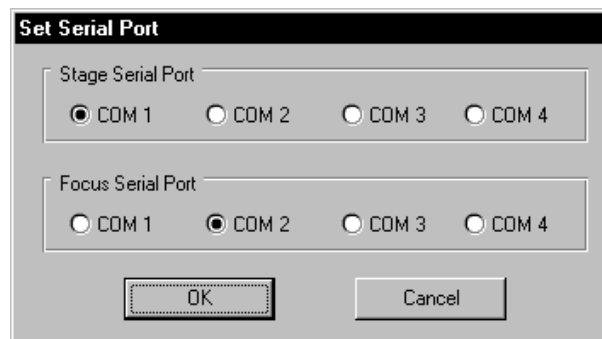 Set Serial Port
Stage Serial Port
COM 1 COM 2 COM 3 COM 4
Focus Serial Port
COM 1 COM 2 COM 3 COM 4
OK Cancel